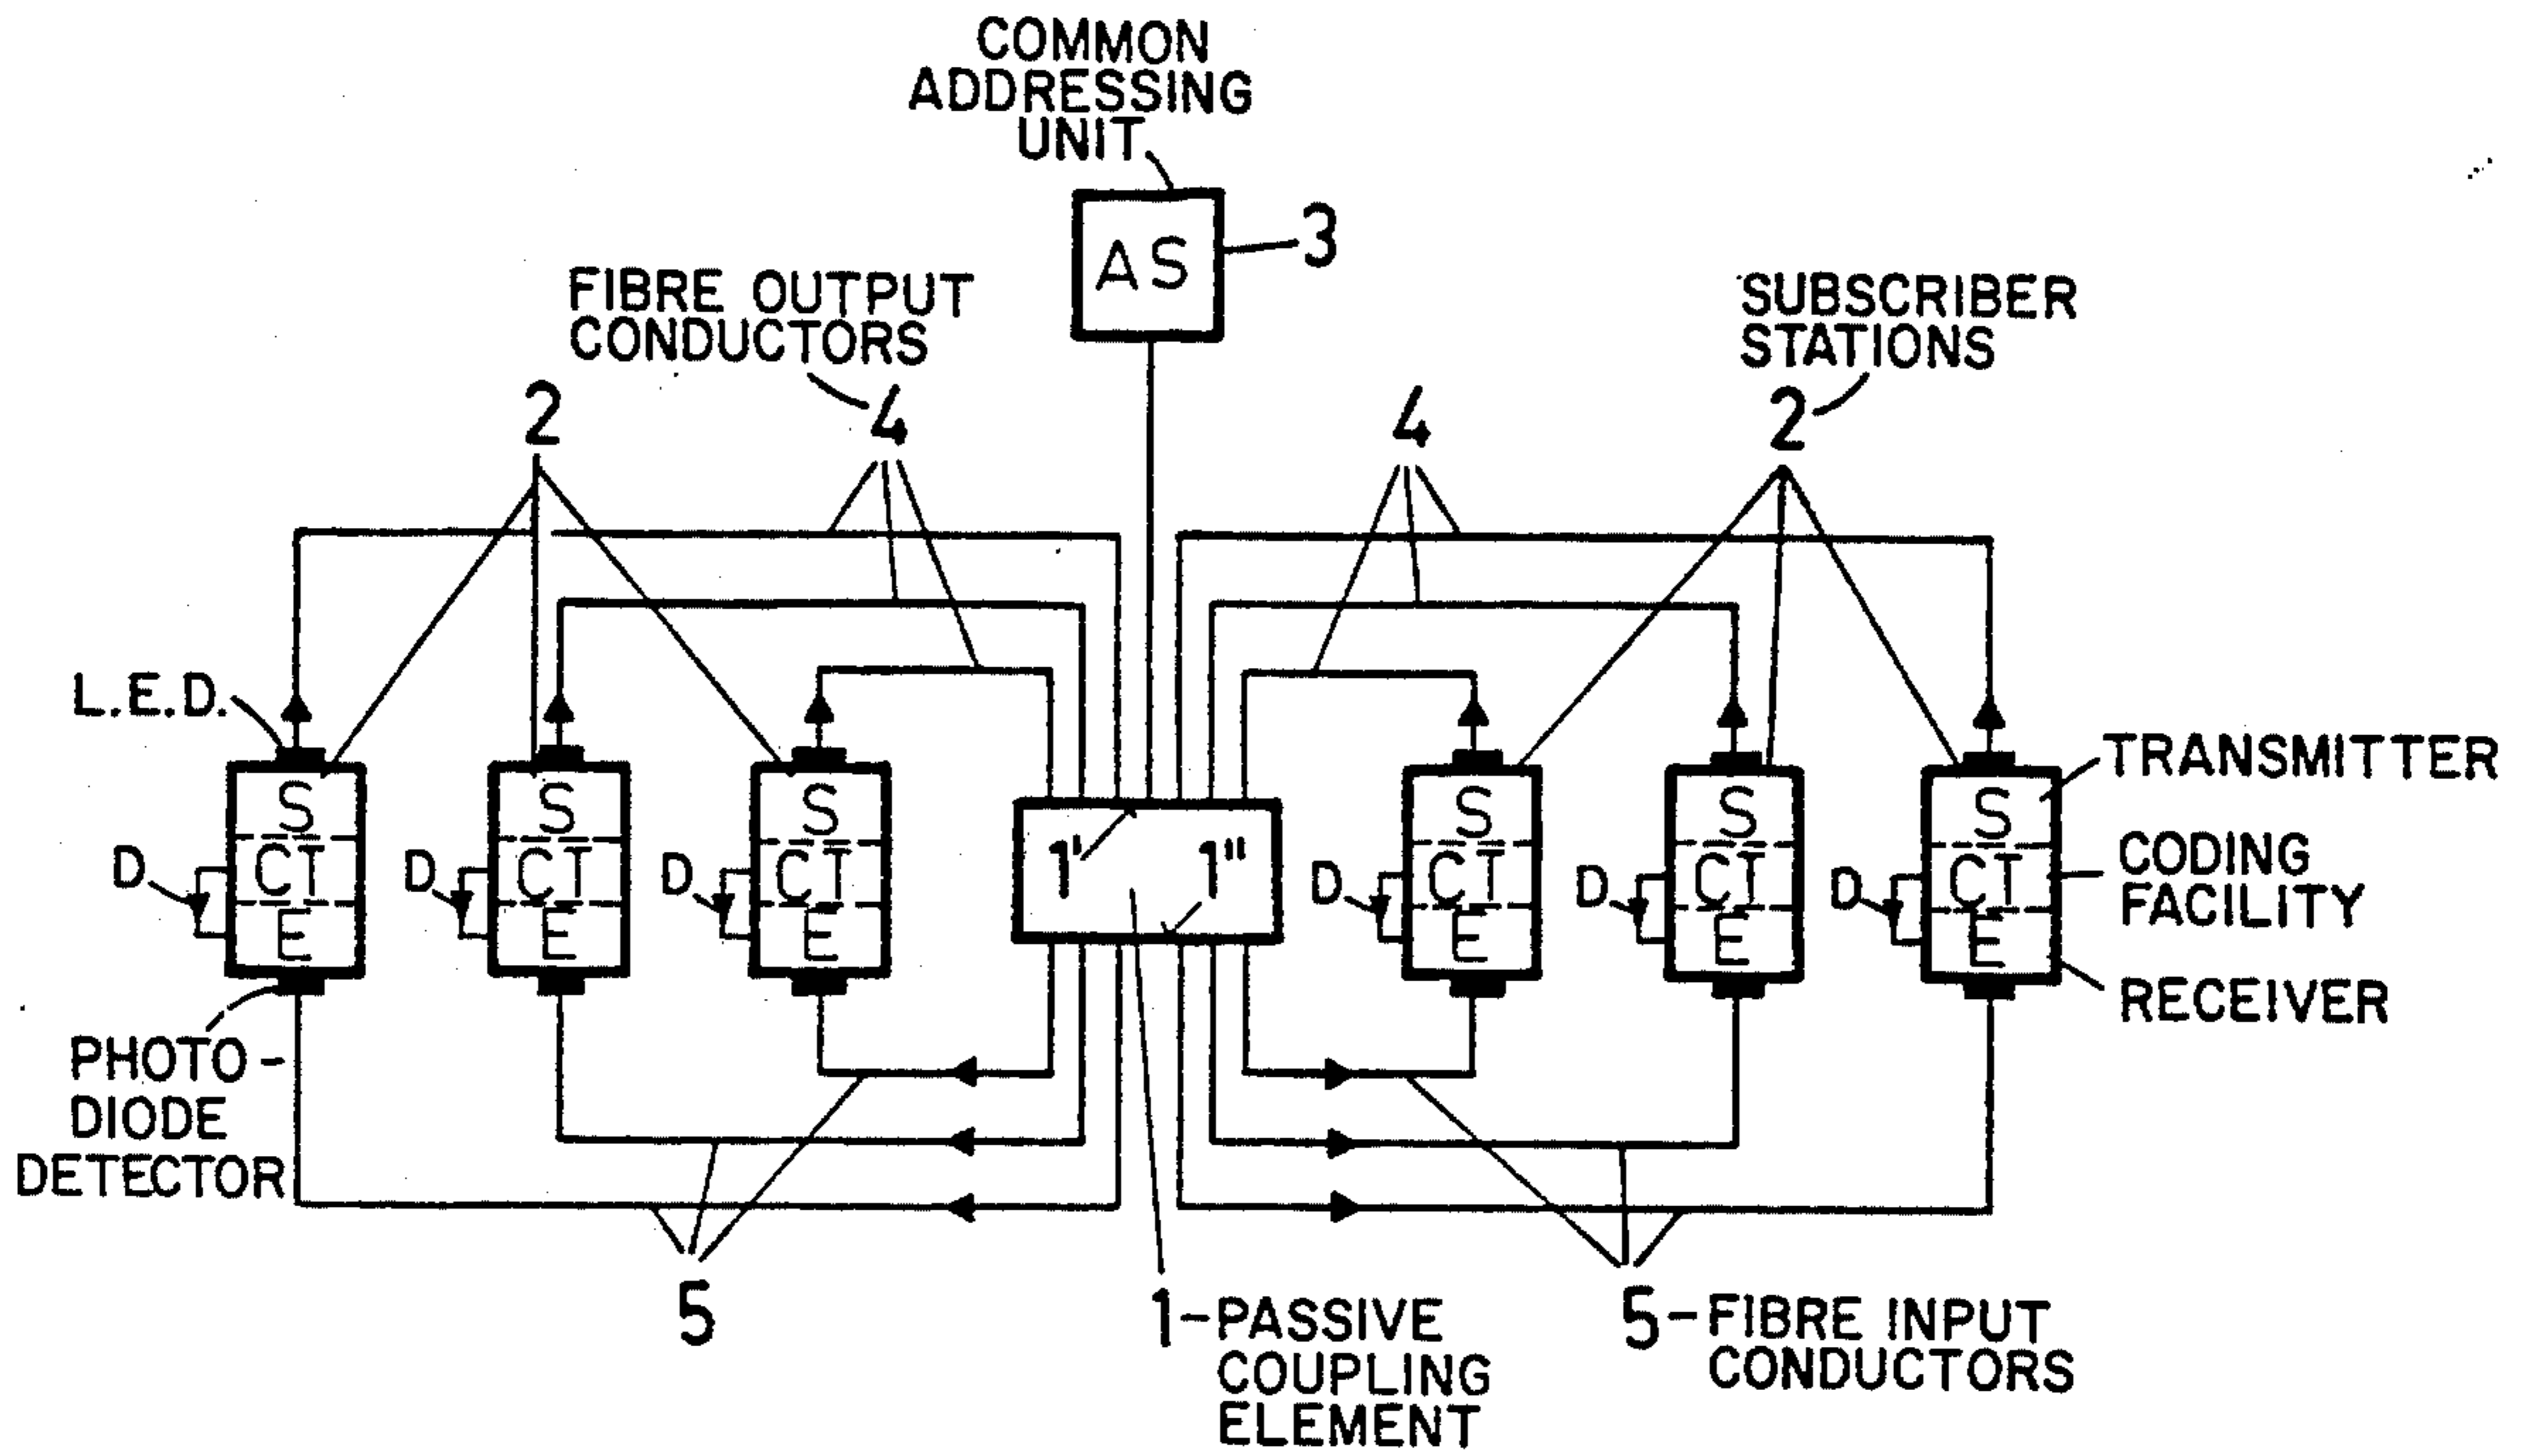 COMMON
ADDRESSING
UNIT
AS
3
FIBRE OUTPUT
CONDUCTORS
SUBSCRIBER
STATIONS
2
4
4
2
L.E.D.
TRANSMITTER
S
S
S
S
S
S
1'
1"
D
CT
D
CT
D
CT
D
CT
D
CT
D
CT
CODING
FACILITY
E
E
E
E
E
E
RECEIVER
PHOTO-
DIODE
DETECTOR
5
1-PASSIVE
COUPLING
ELEMENT
5-FIBRE INPUT
CONDUCTORS